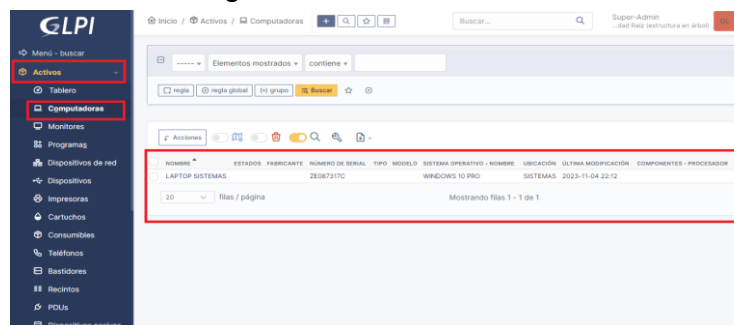 GLPI
Inicio / Activos / Computadoras
Buscar...
Super-Admin
...dad Raíz (estructura en árbol)
GL
Menú - buscar
Activos
Tablero
Computadoras
Monitores
Programas
Dispositivos de red
Dispositivos
Impresoras
Cartuchos
Consumibles
Teléfonos
Bastidores
Recintos
PDUs
Dispositivos pasivos
----- Elementos mostrados contiene
regla regla global grupo Buscar
Acciones
NOMBRE ESTADOS FABRICANTE NÚMERO DE SERIAL TIPO MODELO SISTEMA OPERATIVO - NOMBRE UBICACIÓN ÚLTIMA MODIFICACIÓN COMPONENTES - PROCESADOR
LAPTOP SISTEMAS ZE087317C WINDOWS 10 PRO SISTEMAS 2023-11-04 22:12
20 filas / página Mostrando filas 1 - 1 de 1